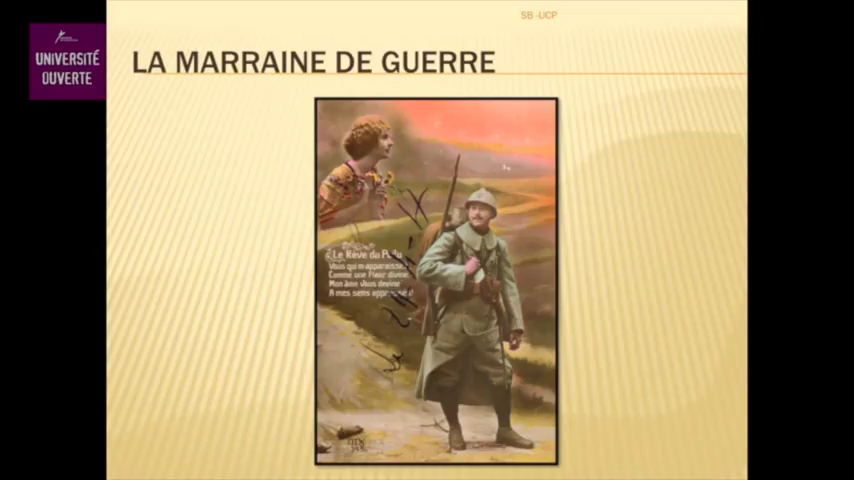 SB -UCP
UNIVERSITÉ
OUVERTE
LA MARRAINE DE GUERRE
Le Rêve du Poilu
Vous qui m'apparaissez
Comme une Fleur divine
Mon âme Vous devine
A mes sens